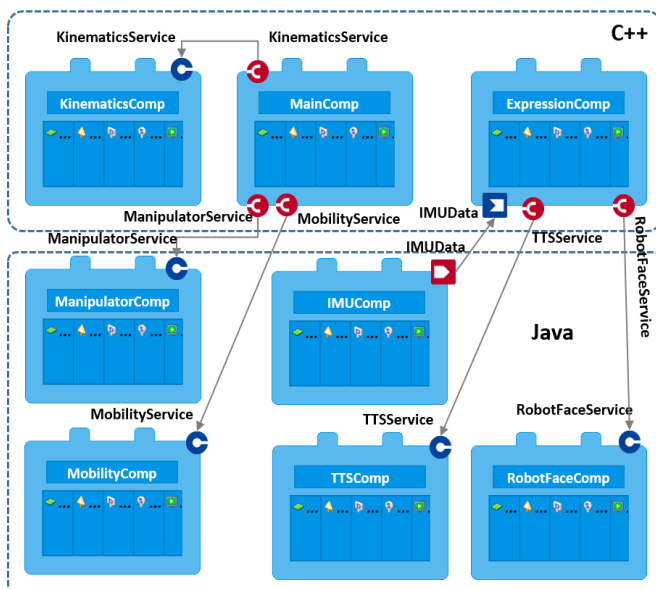 C++
KinematicsService
KinematicsService
KinematicsComp
MainComp
ExpressionComp
... ... ... ... .
... ... ... ... .
... ... ... ... .
ManipulatorService
MobilityService
IMUData
TTSService
RobotFaceService
ManipulatorService
IMUData
Java
ManipulatorComp
IMUComp
... ... ... ... .
... ... ... ... .
MobilityService
TTSService
RobotFaceService
MobilityComp
TTSComp
RobotFaceComp
... ... ... ... .
... ... ... ... .
... ... ... ... .